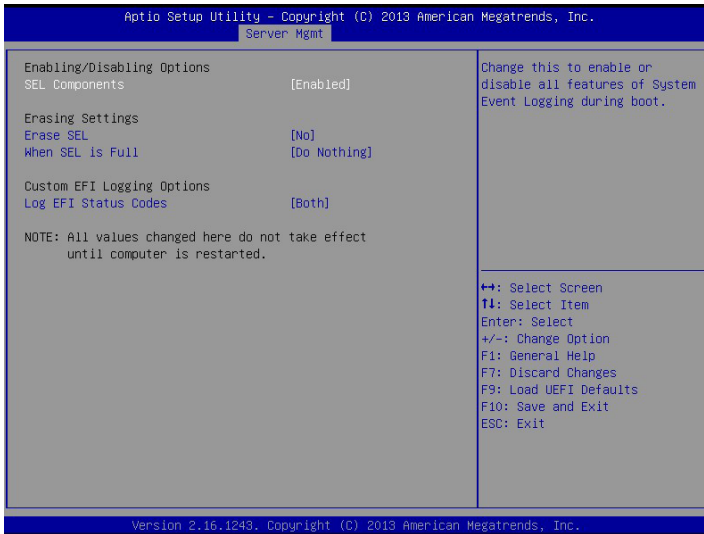 Aptio Setup Utility – Copyright (C) 2013 American Megatrends, Inc.
Server Mgmt
Enabling/Disabling Options
SEL Components [Enabled]
Erasing Settings
Erase SEL [No]
When SEL is Full [Do Nothing]
Custom EFI Logging Options
Log EFI Status Codes [Both]
NOTE: All values changed here do not take effect
until computer is restarted.
Change this to enable or
disable all features of System
Event Logging during boot.
↔: Select Screen
↑↓: Select Item
Enter: Select
+/-: Change Option
F1: General Help
F7: Discard Changes
F9: Load UEFI Defaults
F10: Save and Exit
ESC: Exit
Version 2.16.1243. Copyright (C) 2013 American Megatrends, Inc.